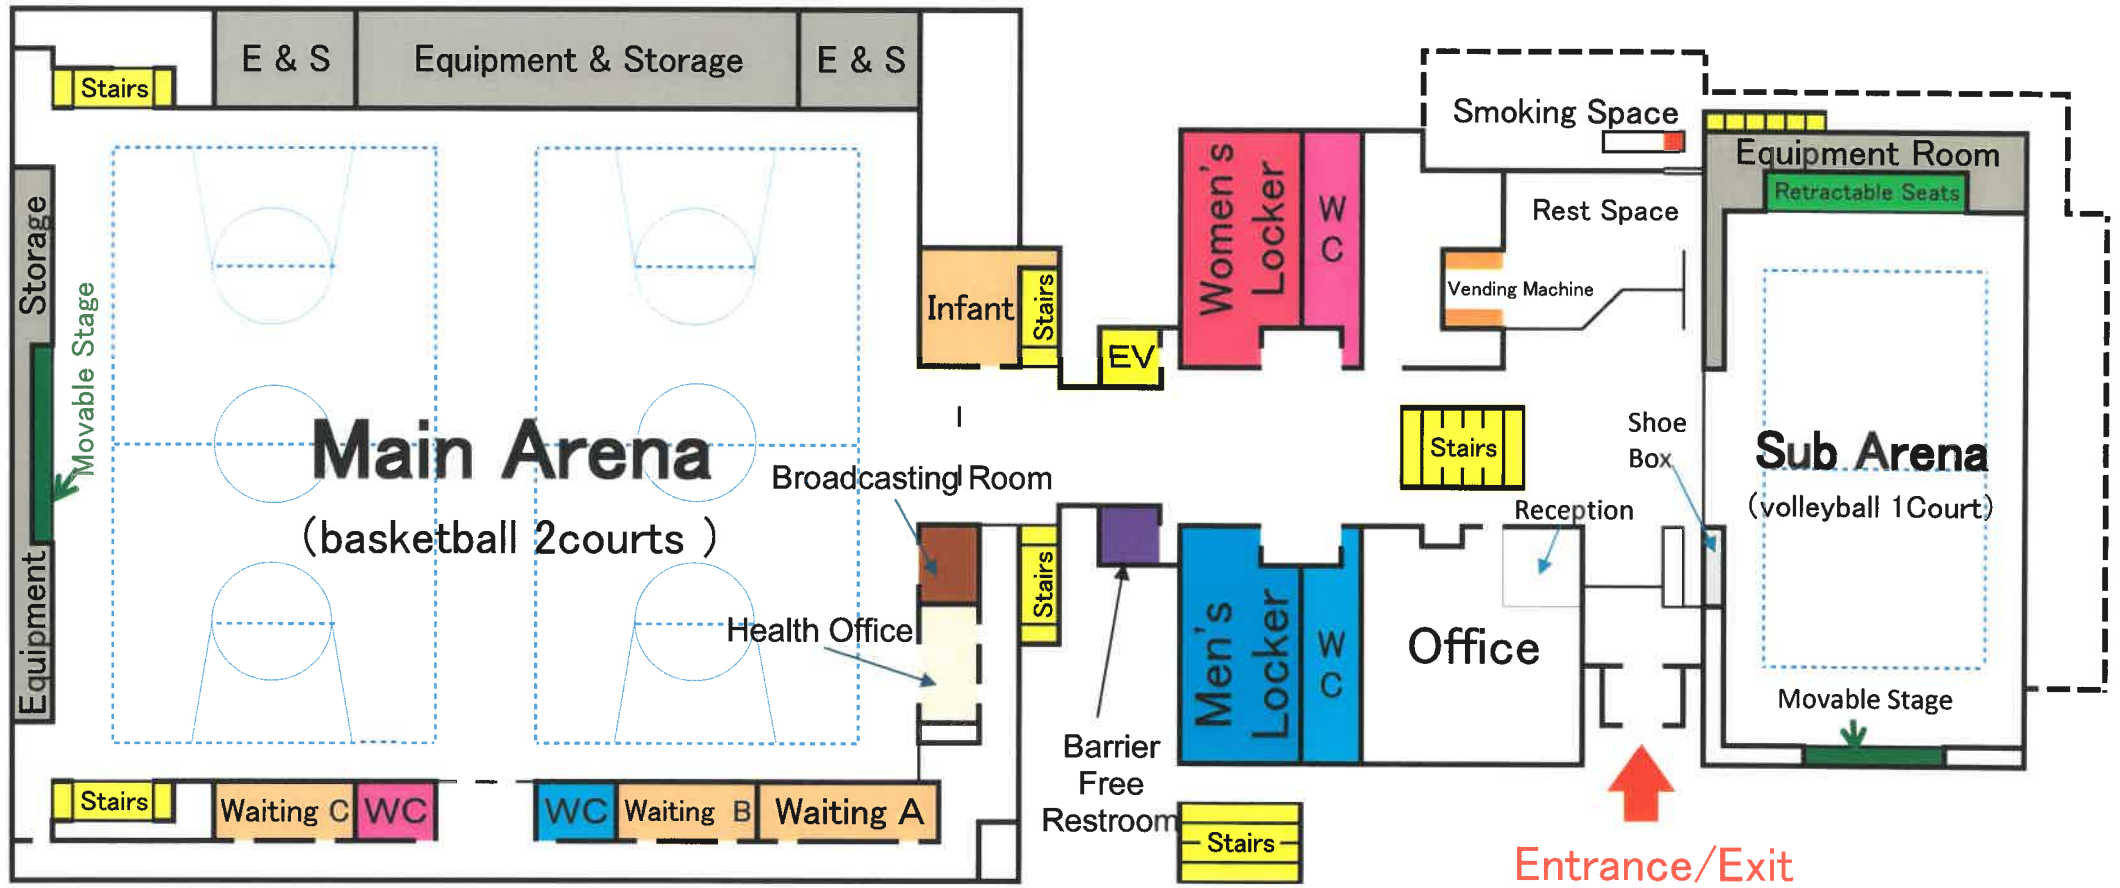 E & S
Equipment & Storage
E & S
Stairs
Storage
Movable Stage
Equipment
Main Arena
(basketball 2courts )
Infant
Stairs
EV
Broadcasting Room
Health Office
Stairs
Barrier
Free
Restroom
Stairs
Waiting C
WC
WC
Waiting B
Waiting A
Women's
Locker
W
C
Men's
Locker
W
C
Stairs
Smoking Space
Rest Space
Vending Machine
Stairs
Shoe
Box
Reception
Office
Entrance/Exit
Equipment Room
Retractable Seats
Sub Arena
(volleyball 1Court)
Movable Stage